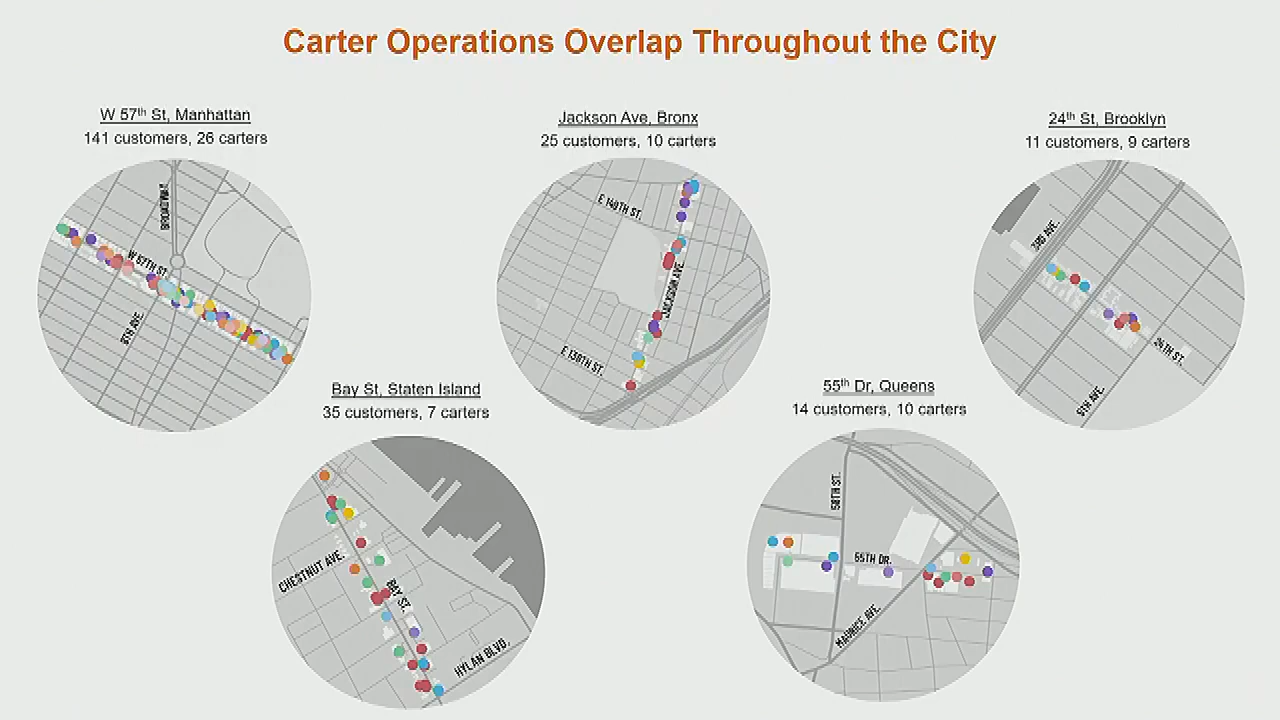 Carter Operations Overlap Throughout the City
W 57th St, Manhattan
141 customers, 26 carters
BROADWAY
W 57TH ST.
8TH AVE.
Jackson Ave, Bronx
25 customers, 10 carters
E 149TH ST.
JACKSON AVE.
E 138TH ST.
24th St, Brooklyn
11 customers, 9 carters
3RD AVE.
24TH ST.
5TH AVE.
Bay St, Staten Island
35 customers, 7 carters
CHESTNUT AVE.
BAY ST.
HYLAN BLVD.
55th Dr, Queens
14 customers, 10 carters
58TH ST.
55TH DR.
MAURICE AVE.